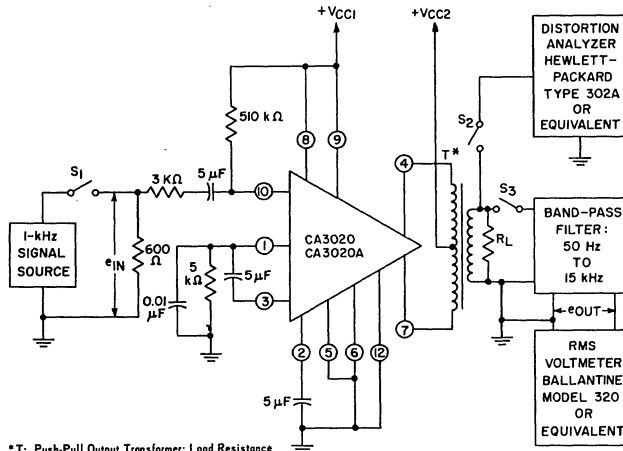 +VCC1
+VCC2
DISTORTION
ANALYZER
HEWLETT-
PACKARD
TYPE 302A
OR
EQUIVALENT
510 kΩ
8
9
S2
T*
4
S1
3 KΩ
5 μF
10
S3
1-kHz
SIGNAL
SOURCE
eIN
600
Ω
1
CA3020
CA3020A
RL
BAND-PASS
FILTER:
50 Hz
TO
15 kHz
5
kΩ
5μF
0.01
μF
3
7
2
5
6
12
eOUT
5 μF
RMS
VOLTMETER
BALLANTINE
MODEL 320
OR
EQUIVALENT
*T: Push-Pull Output Transformer; Load Resistance